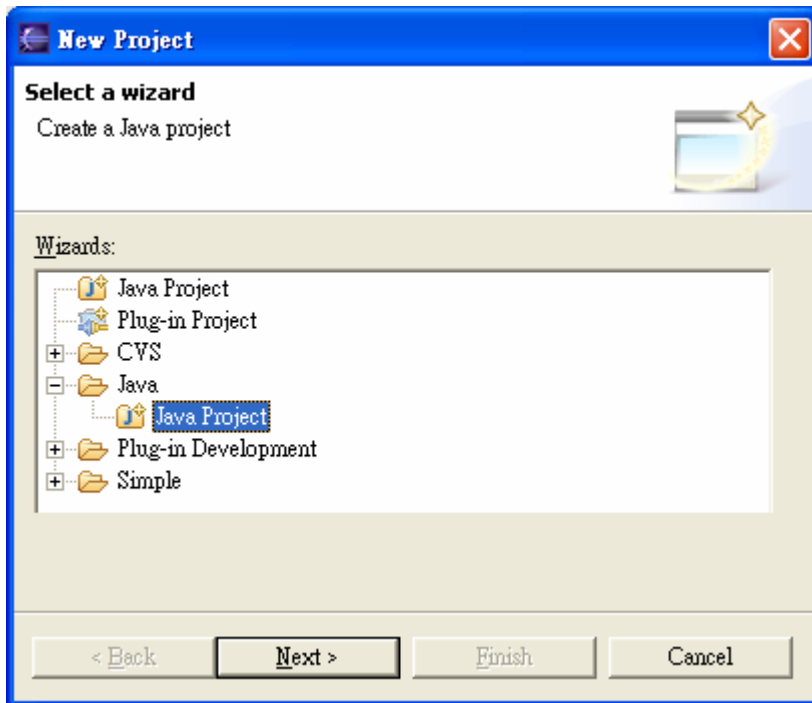 New Project
Select a wizard
Create a Java project
Wizards:
Java Project
Plug-in Project
CVS
Java
Java Project
Plug-in Development
Simple
< Back Next > Finish Cancel